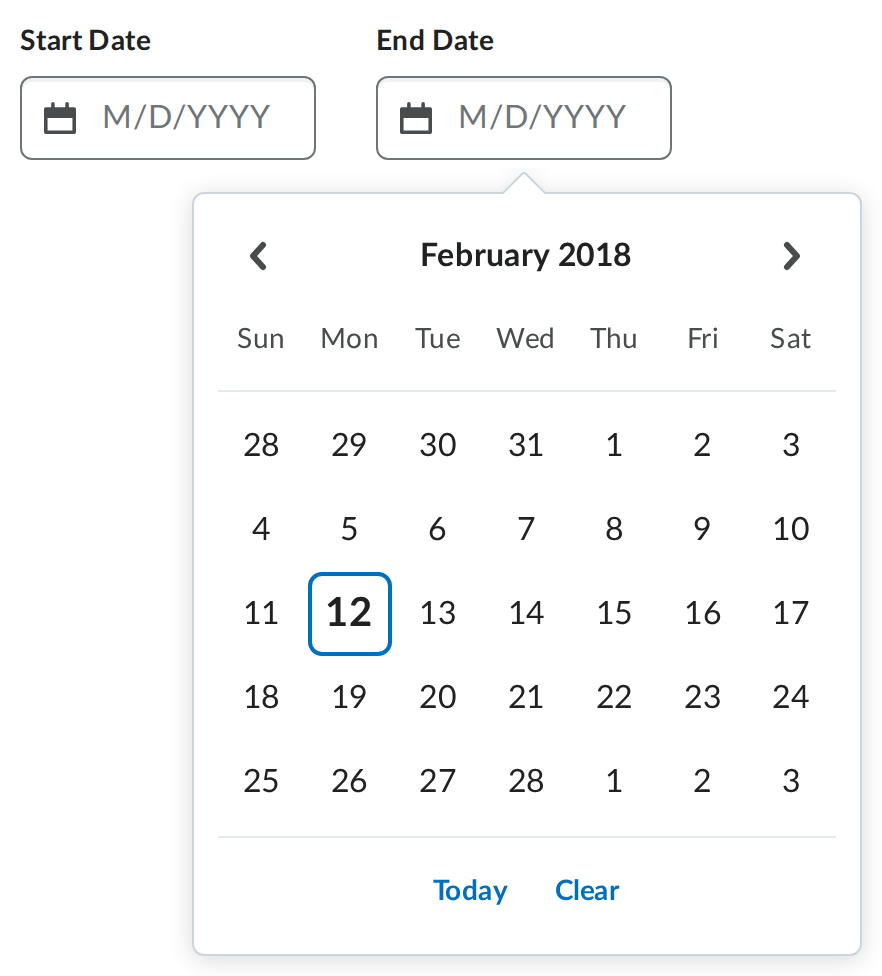 Start Date End Date
M/D/YYYY M/D/YYYY
February 2018
Sun Mon Tue Wed Thu Fri Sat
28 29 30 31 1 2 3
4 5 6 7 8 9 10
11 12 13 14 15 16 17
18 19 20 21 22 23 24
25 26 27 28 1 2 3
Today Clear